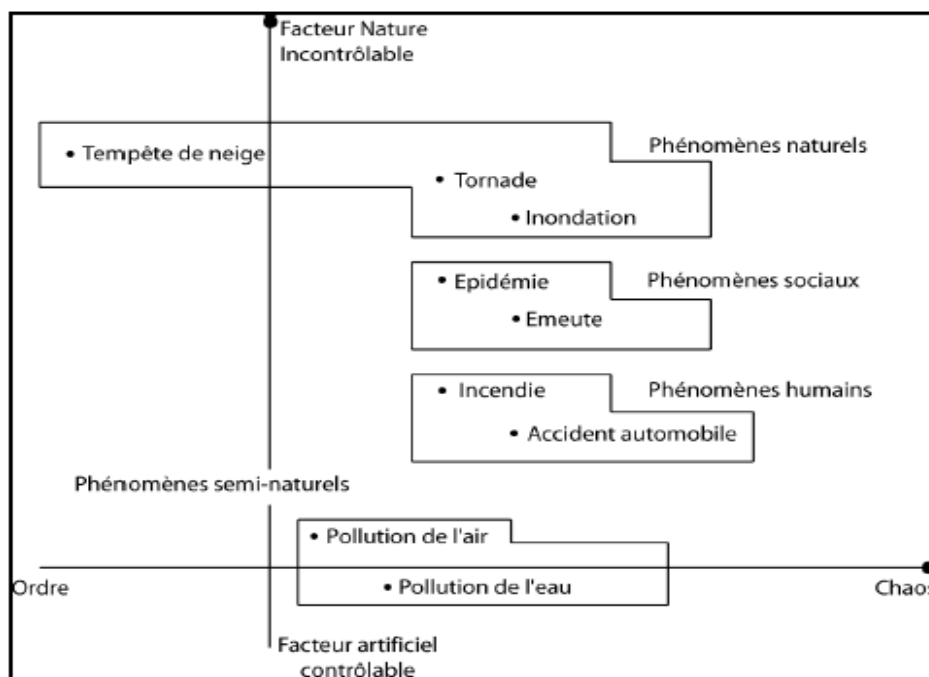 Facteur Nature
Incontrôlable
Tempête de neige
Phénomènes naturels
Tornade
Inondation
Epidémie
Phénomènes sociaux
Emeute
Incendie
Phénomènes humains
Accident automobile
Phénomènes semi-naturels
Pollution de l'air
Pollution de l'eau
Ordre
Chaos
Facteur artificiel
contrôlable